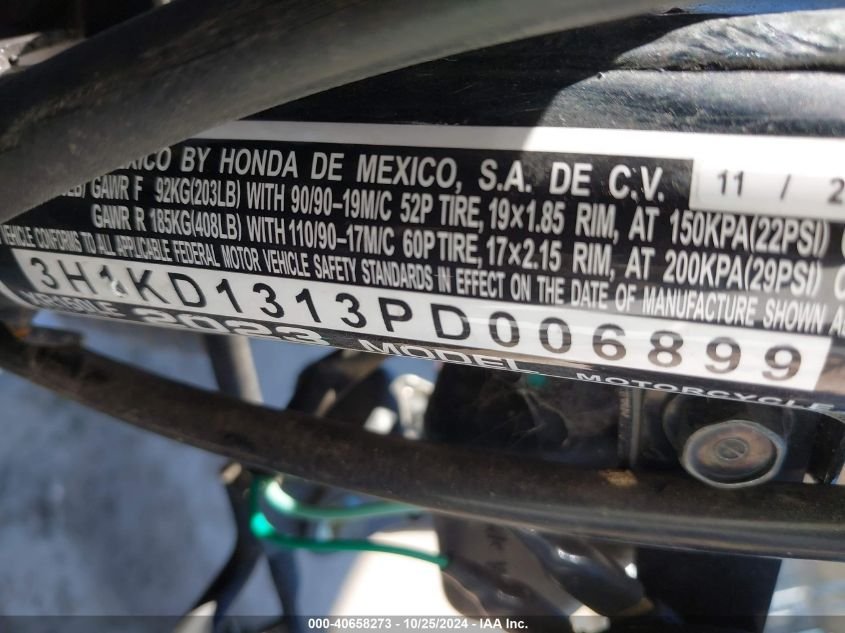 MEXICO BY HONDA DE MEXICO, S.A. DE C.V. 11 / 2
GAWR F 92KG(203LB) WITH 90/90-19M/C 52P TIRE, 19×1.85 RIM, AT 150KPA(22PSI)
GAWR R 185KG(408LB) WITH 110/90-17M/C 60P TIRE, 17×2.15 RIM, AT 200KPA(29PSI)
VEHICLE CONFORMS TO ALL APPLICABLE FEDERAL MOTOR VEHICLE SAFETY STANDARDS IN EFFECT ON THE DATE OF MANUFACTURE SHOWN
3H1KD1313PD006899
XR150LE 2023 MODEL MOTORCYCLE
000-40658273 - 10/25/2024 - IAA Inc.